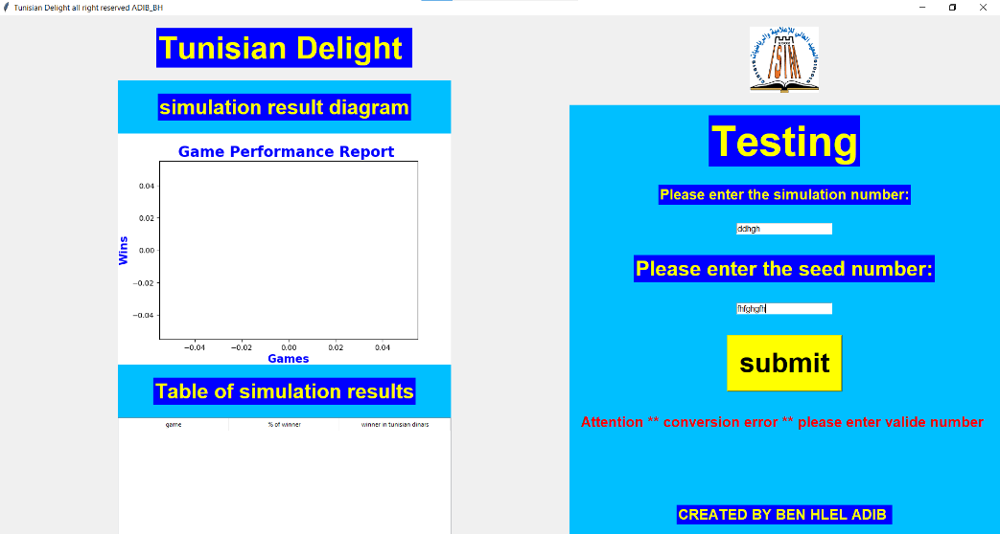 Tunisian Delight all right reserved ADIB_BH
Tunisian Delight
simulation result diagram
Game Performance Report
Wins
0.04
0.02
0.00
−0.02
−0.04
−0.04
−0.02
0.00
0.02
0.04
Games
Table of simulation results
game
% of winner
winner in tunisian dinars
Testing
Please enter the simulation number:
ddhgh
Please enter the seed number:
fhfghgfh
submit
Attention ** conversion error ** please enter valide number
CREATED BY BEN HLEL ADIB